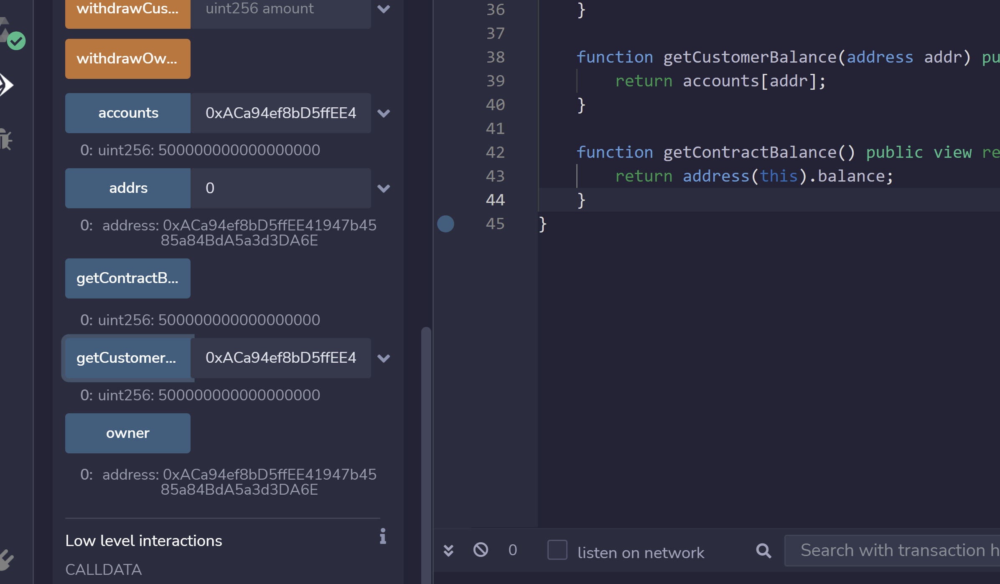 withdrawCus...
uint256 amount
withdrawOw...
accounts
0xACa94ef8bD5ffEE4
0: uint256: 500000000000000000
addrs
0
0: address: 0xACa94ef8bD5ffEE41947b45
85a84BdA5a3d3DA6E
getContractB...
0: uint256: 500000000000000000
getCustomer...
0xACa94ef8bD5ffEE4
0: uint256: 500000000000000000
owner
0: address: 0xACa94ef8bD5ffEE41947b45
85a84BdA5a3d3DA6E
Low level interactions
CALLDATA
36 }
37
38 function getCustomerBalance(address addr) pu
39 return accounts[addr];
40 }
41
42 function getContractBalance() public view re
43 return address(this).balance;
44 }
45 }
0
listen on network
Search with transaction h